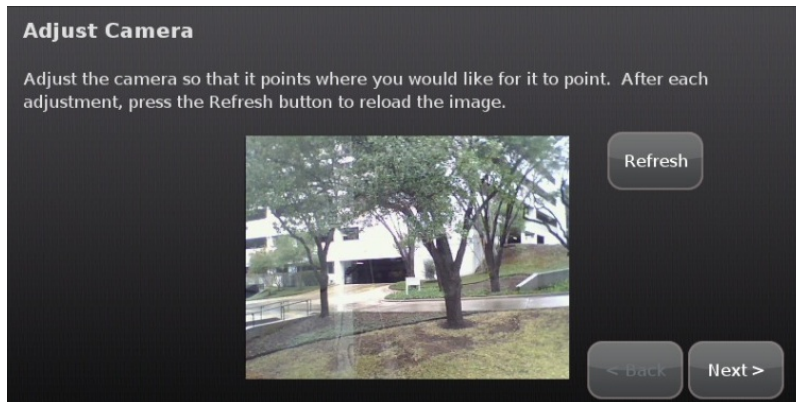 Adjust Camera
Adjust the camera so that it points where you would like for it to point.  After each
adjustment, press the Refresh button to reload the image.
Refresh
< Back
Next >